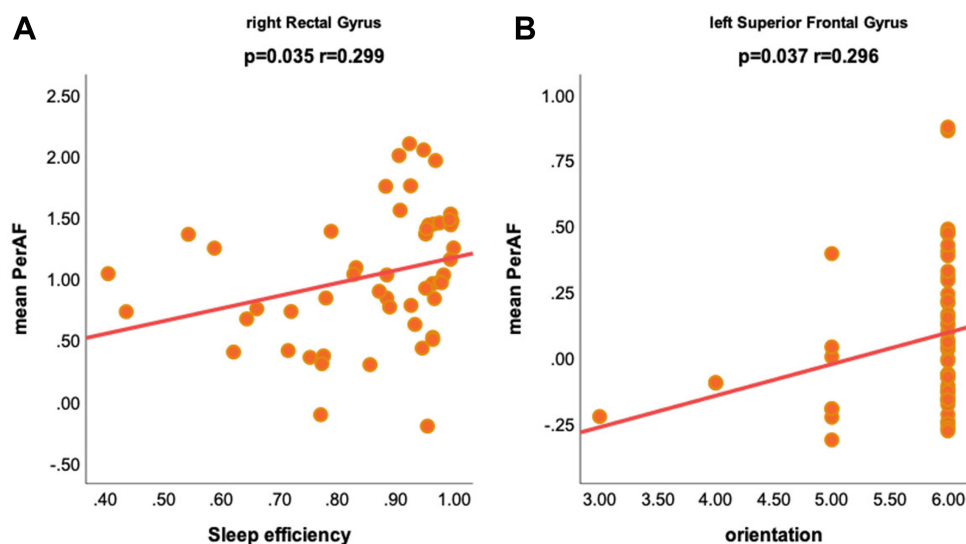 A
right Rectal Gyrus
p=0.035 r=0.299
mean PerAF
2.50
2.00
1.50
1.00
.50
.00
-.50
.40 .50 .60 .70 .80 .90 1.00
Sleep efficiency
B
left Superior Frontal Gyrus
p=0.037 r=0.296
mean PerAF
1.00
.75
.50
.25
.00
-.25
3.00 3.50 4.00 4.50 5.00 5.50 6.00
orientation